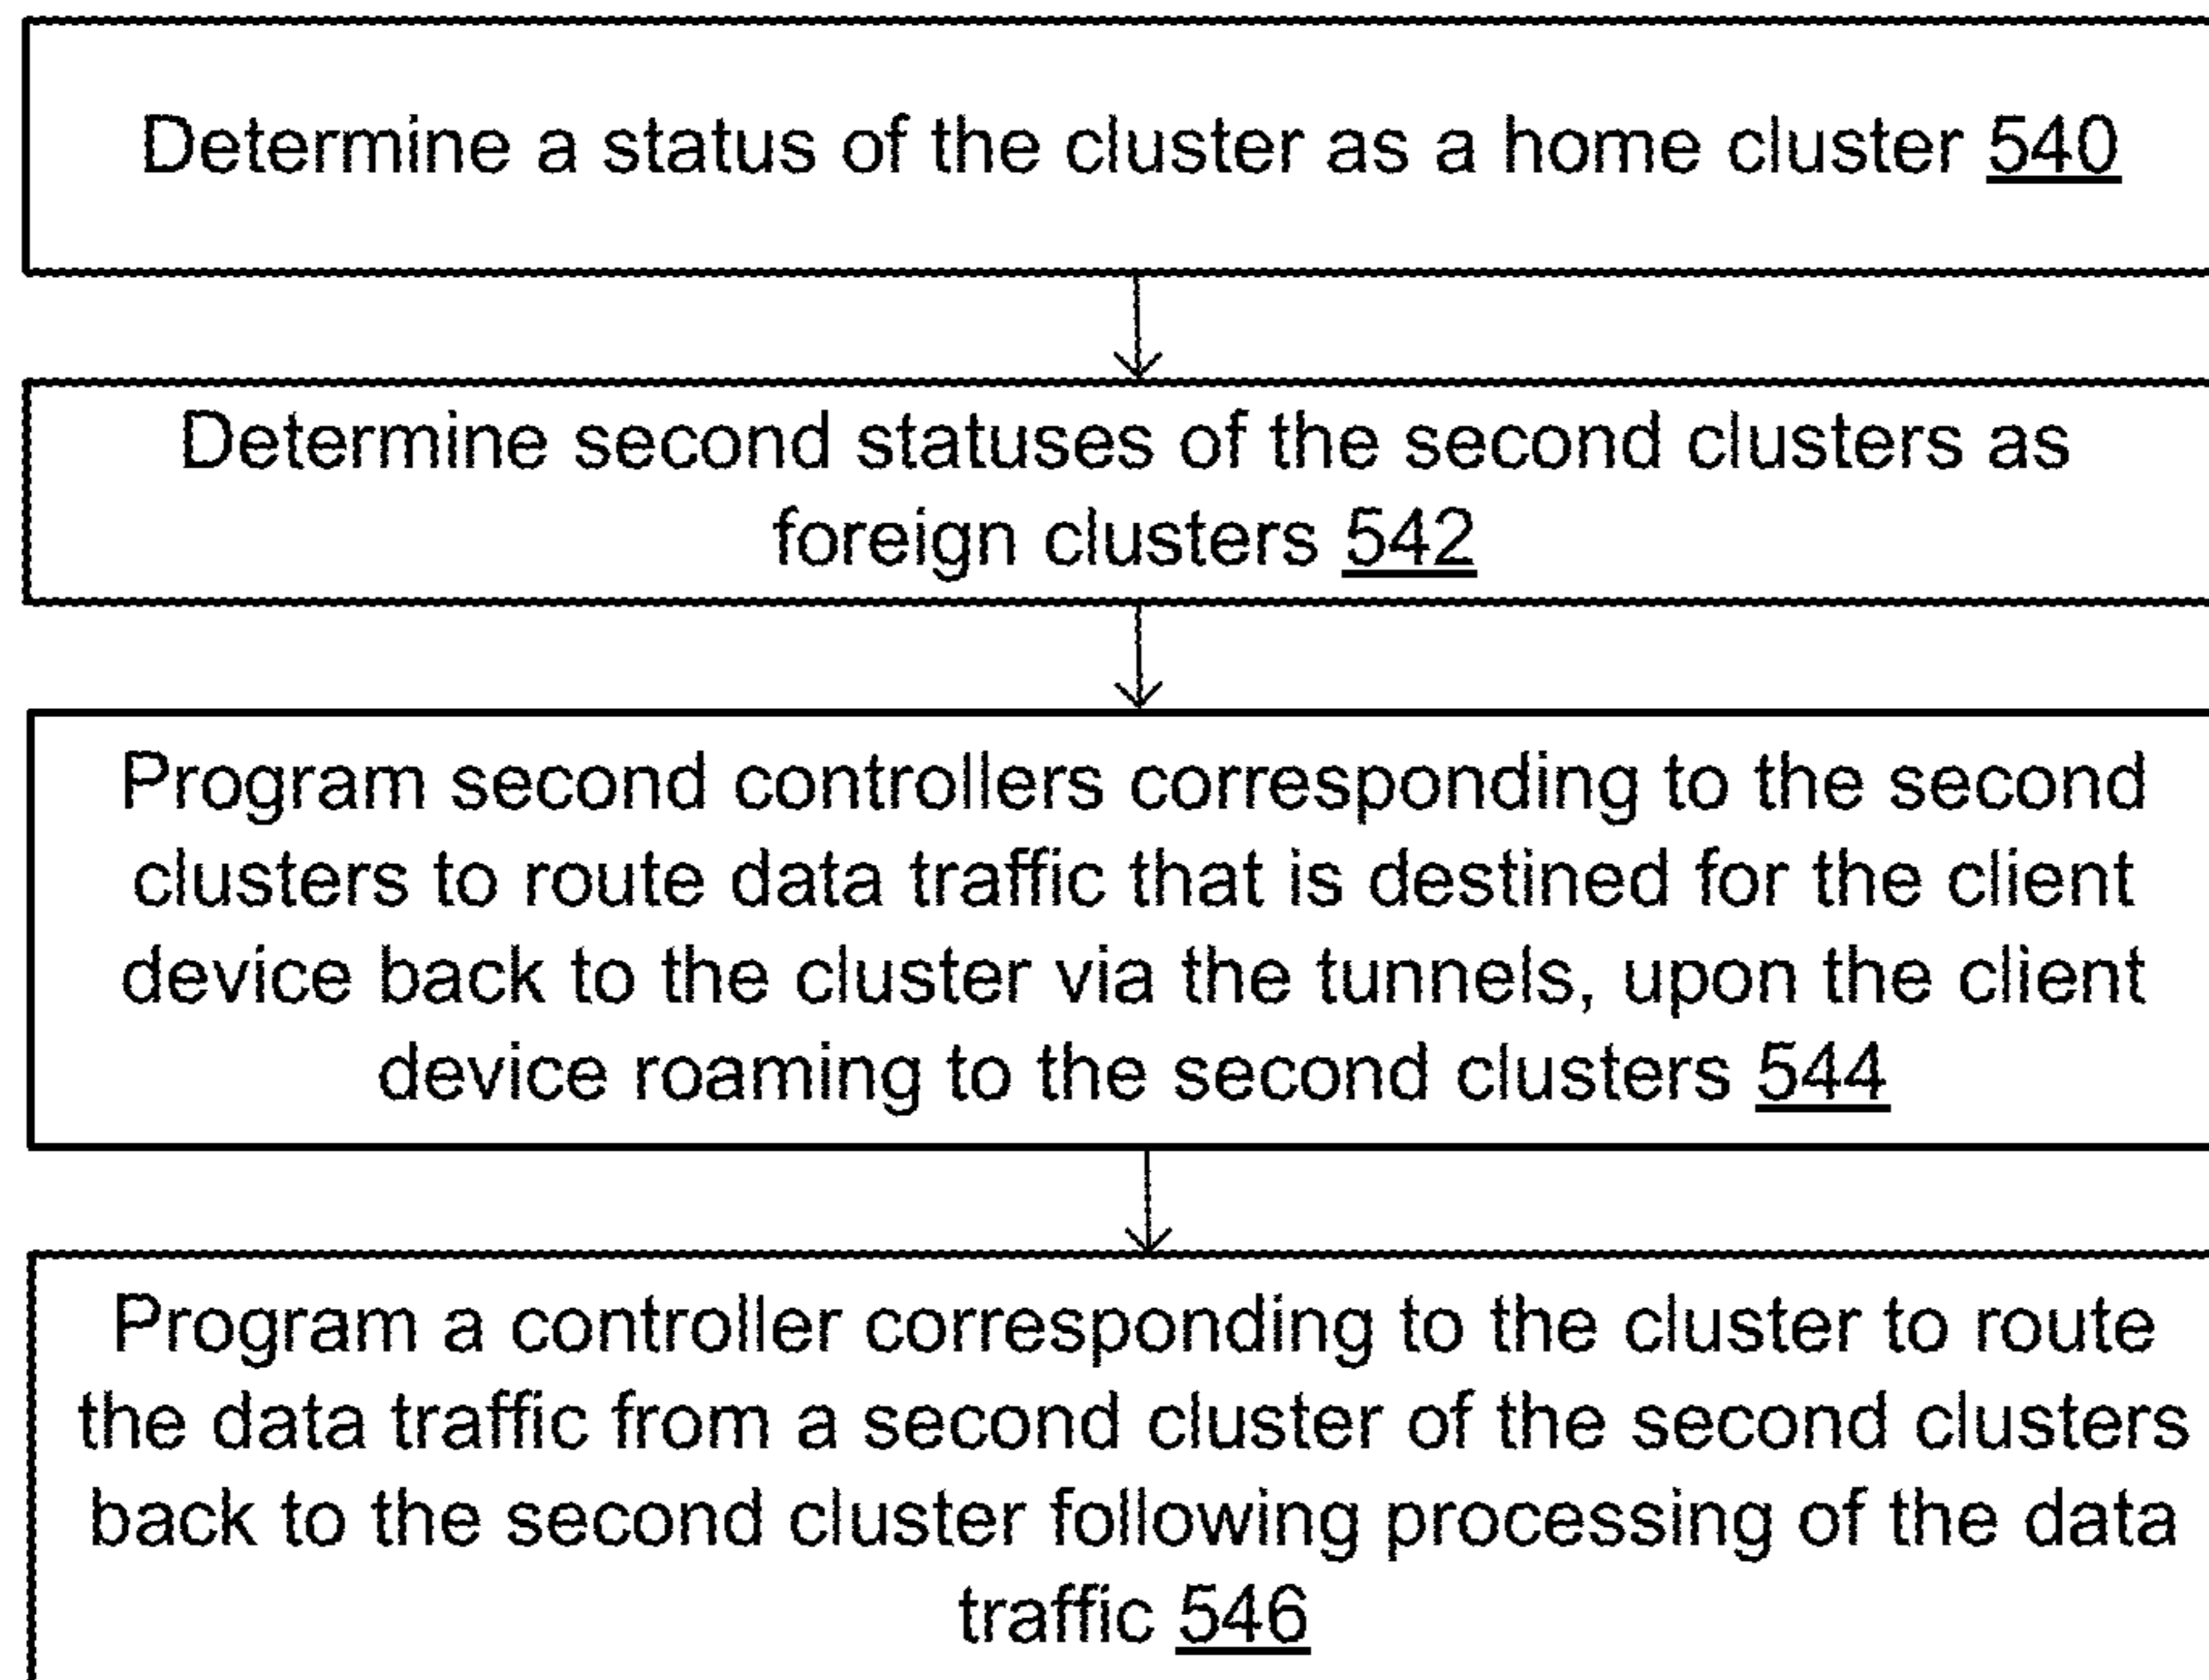 Determine a status of the cluster as a home cluster 540
Determine second statuses of the second clusters as
foreign clusters 542
Program second controllers corresponding to the second
clusters to route data traffic that is destined for the client
device back to the cluster via the tunnels, upon the client
device roaming to the second clusters 544
Program a controller corresponding to the cluster to route
the data traffic from a second cluster of the second clusters
back to the second cluster following processing of the data
traffic 546